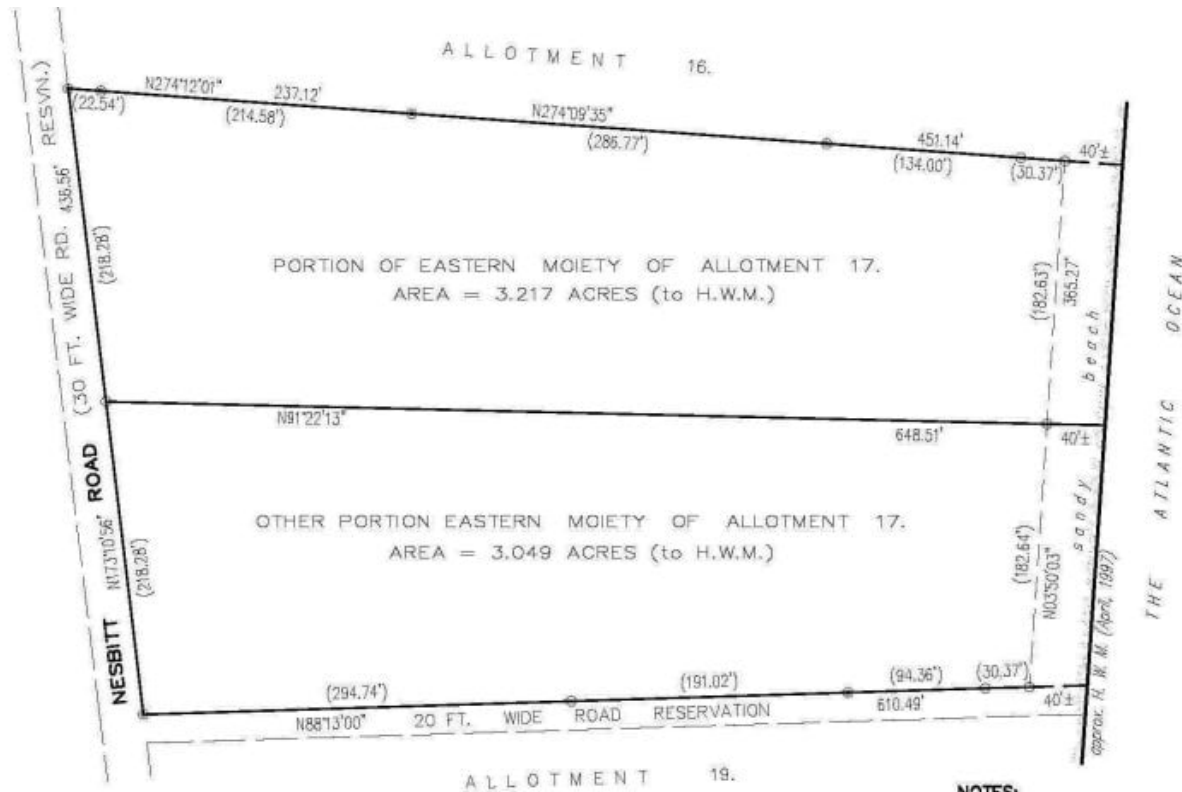 ALLOTMENT 16.
N274°12'01"
237.12'
(22.54')
(214.58')
N274°09'35"
(286.77')
451.14'
(134.00')
(30.37')
40'±
NESBITT ROAD (30 FT. WIDE RD. RESVN.)
436.56'
N173°10'56"
(218.28')
(218.28')
PORTION OF EASTERN MOIETY OF ALLOTMENT 17.
AREA = 3.217 ACRES (to H.W.M.)
(182.63')
365.27'
N91°22'13"
648.51'
40'±
OTHER PORTION EASTERN MOIETY OF ALLOTMENT 17.
AREA = 3.049 ACRES (to H.W.M.)
(182.64')
N03°50'03"
sandy beach
approx. H. W. M. (April, 1997)
THE ATLANTIC OCEAN
(294.74')
(191.02')
(94.36')
(30.37')
N88°13'00"
20 FT. WIDE ROAD RESERVATION
610.49'
40'±
ALLOTMENT 19.
NOTES: